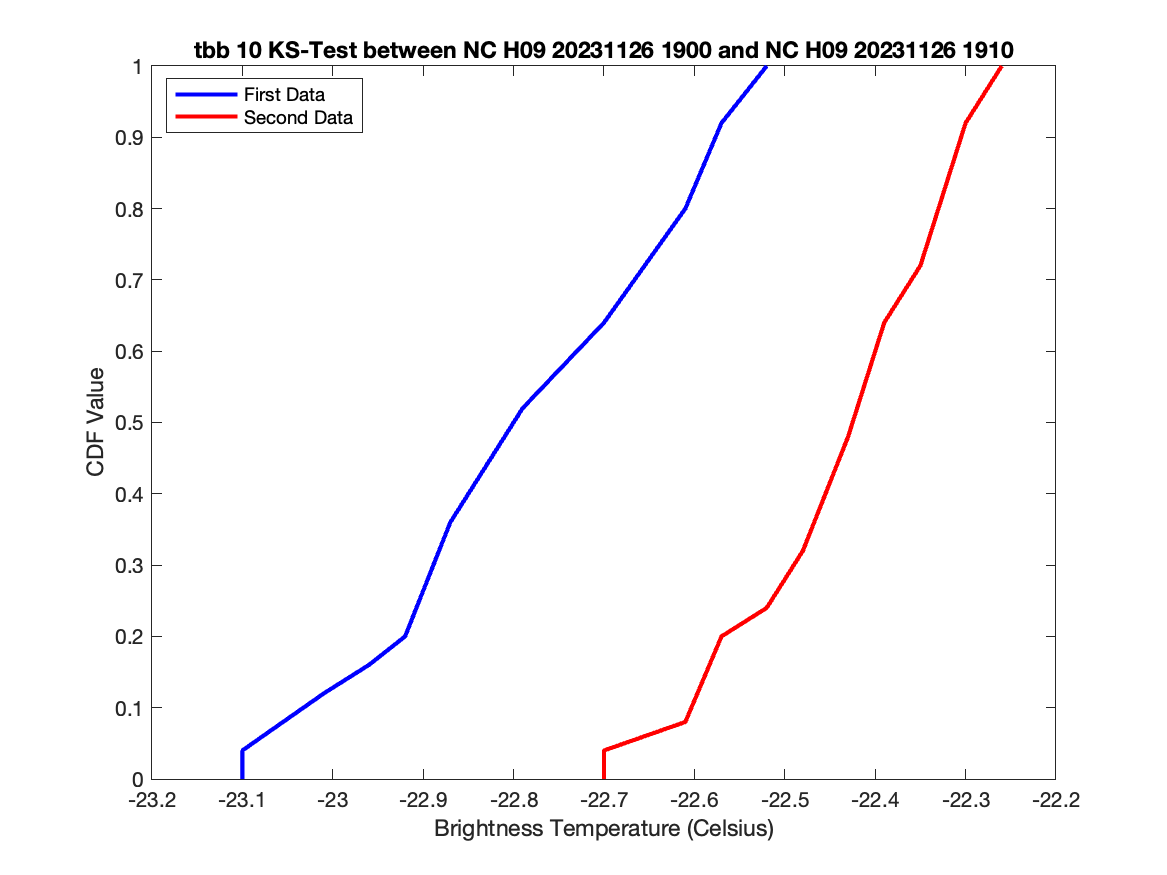 tbb 10 KS-Test between NC H09 20231126 1900 and NC H09 20231126 1910
First Data
Second Data
1
0.9
0.8
0.7
0.6
0.5
0.4
0.3
0.2
0.1
0
CDF Value
-23.2 -23.1 -23 -22.9 -22.8 -22.7 -22.6 -22.5 -22.4 -22.3 -22.2
Brightness Temperature (Celsius)